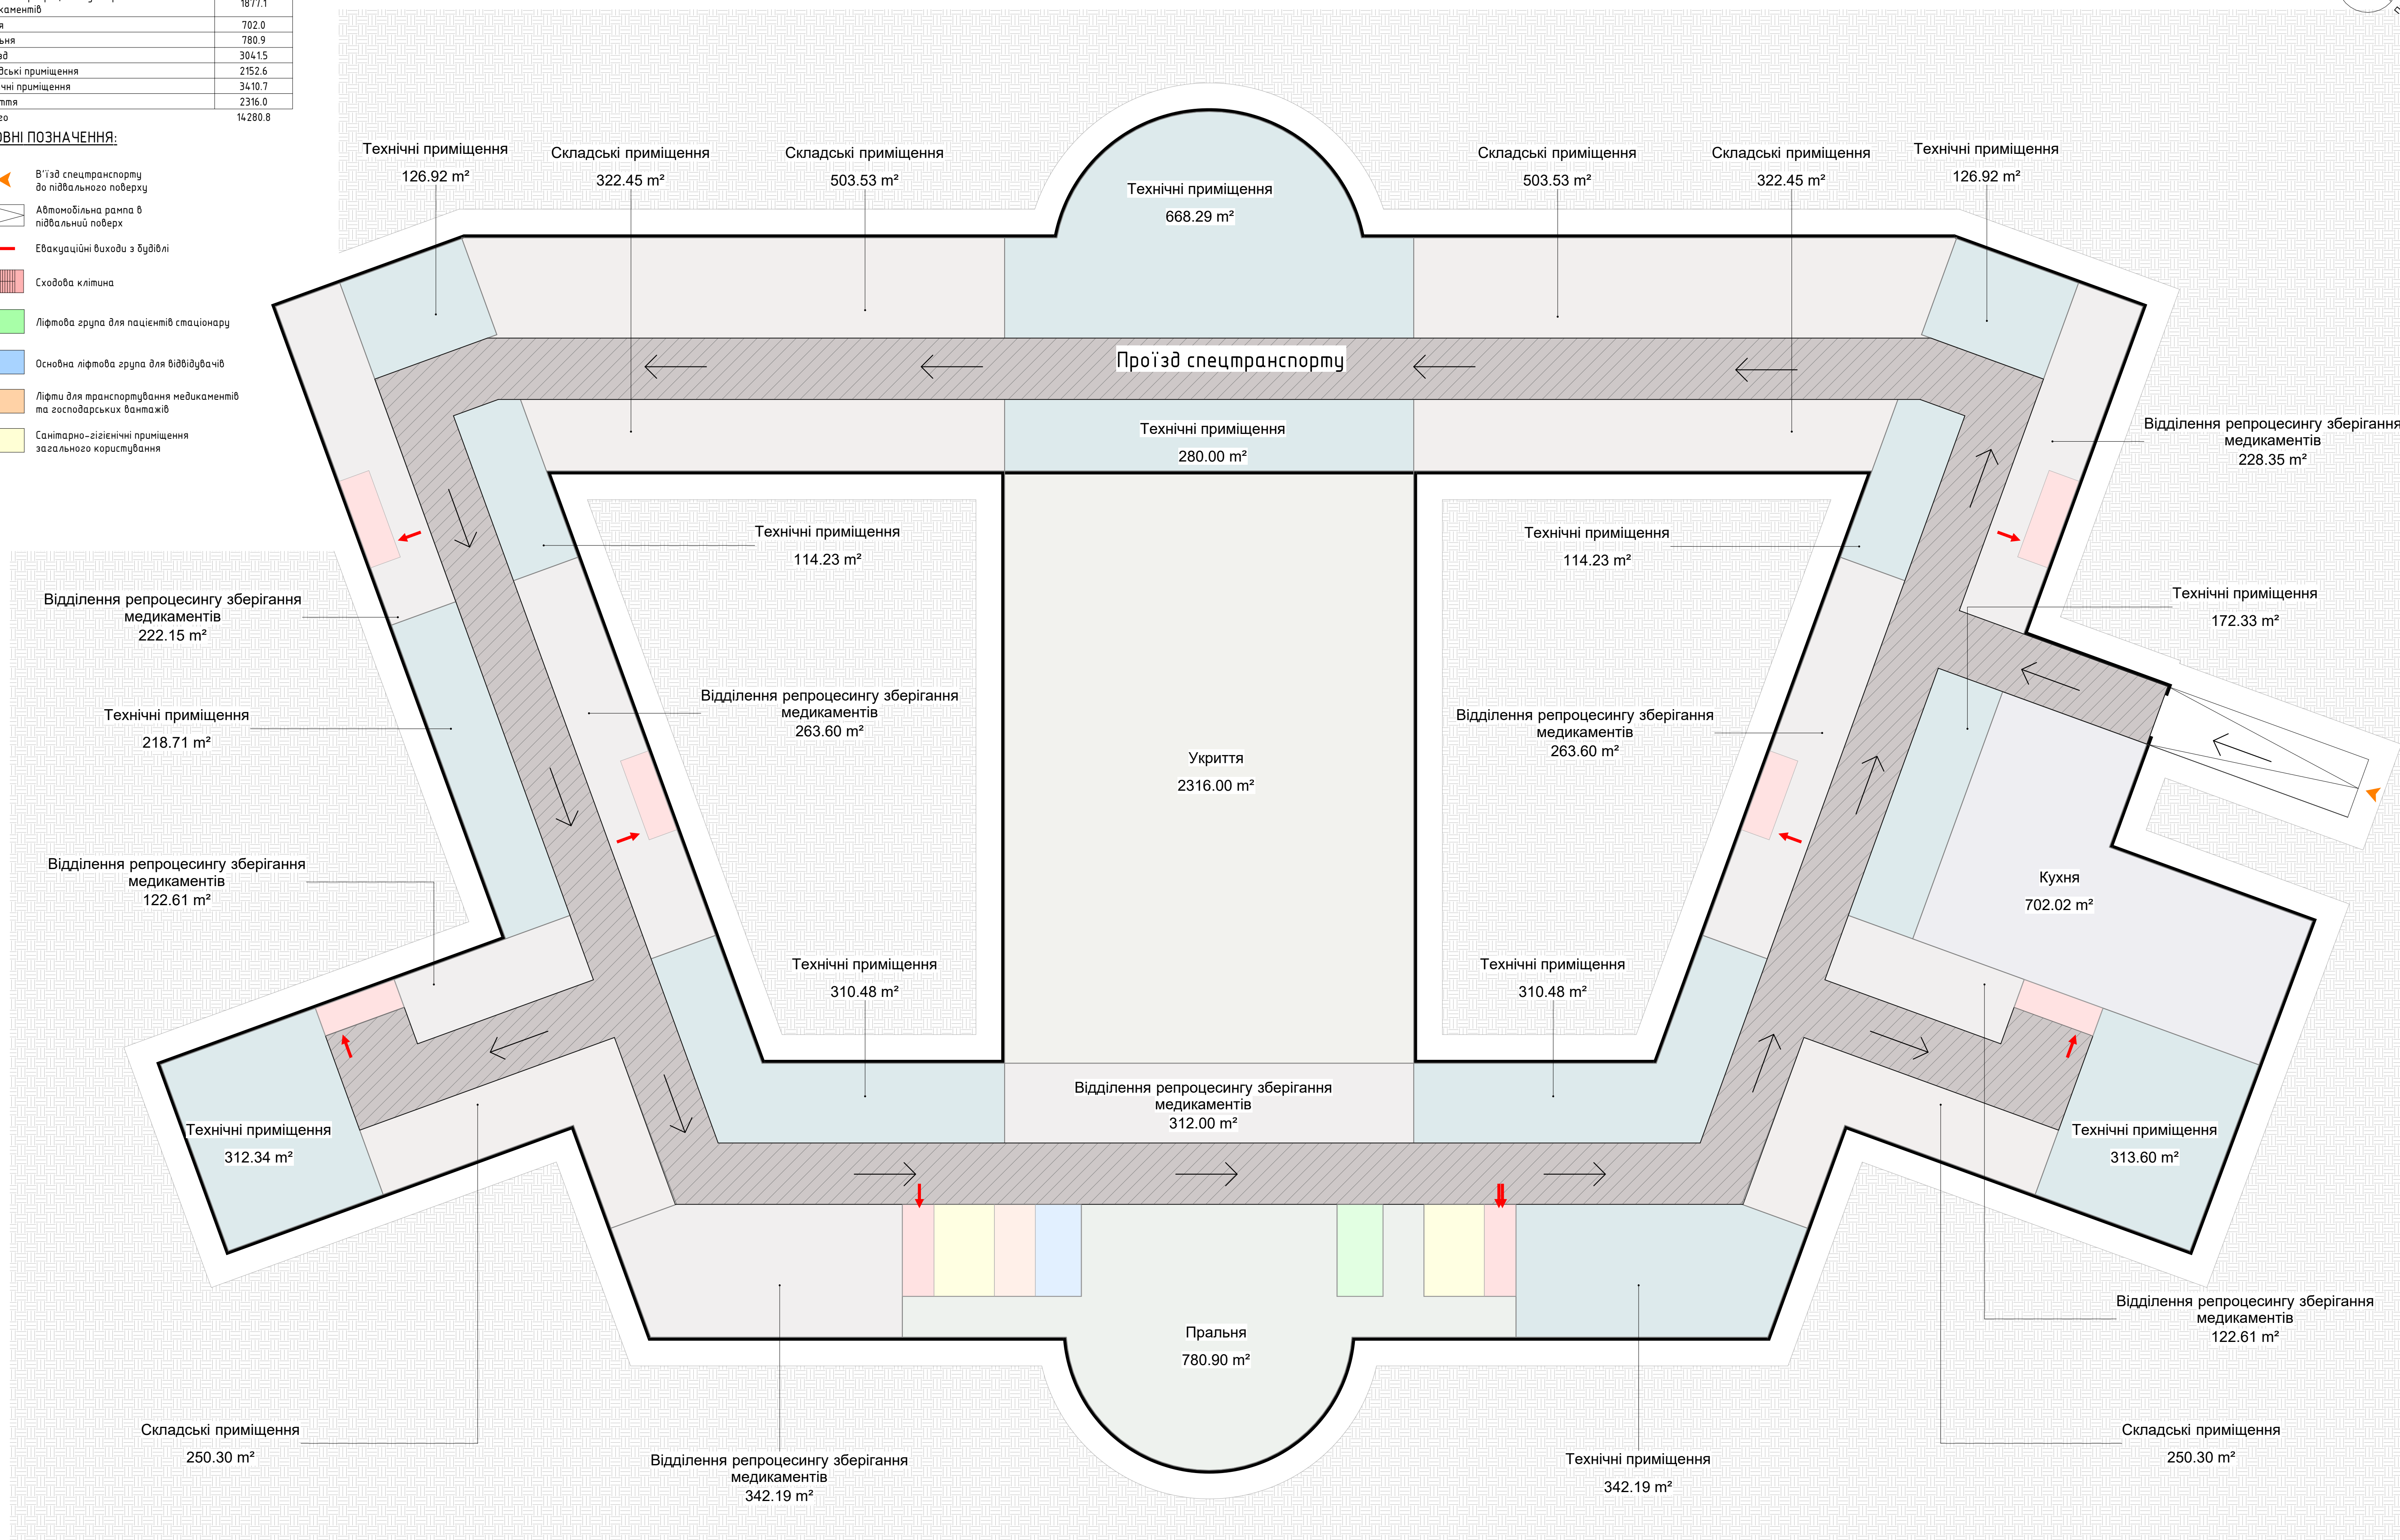 1877.1
702.0
780.9
3041.5
приміщення 2152.6
приміщення 3410.7
2316.0
14280.8
ПОЗНАЧЕННЯ:
В'їзд спецтранспорту
до підвального поверху
Автомобільна рампа в
підвальний поверх
Евакуаційні виходи з будівлі
Сходова клітина
Ліфтова група для пацієнтів стаціонару
Основна ліфтова група для відвідувачів
Ліфти для транспортування медикаментів
та господарських вантажів
Санітарно-гігієнічні приміщення
загального користування
Технічні приміщення
126.92 m²
Складські приміщення
322.45 m²
Складські приміщення
503.53 m²
Технічні приміщення
668.29 m²
Складські приміщення
503.53 m²
Складські приміщення
322.45 m²
Технічні приміщення
126.92 m²
Проїзд спецтранспорту
Технічні приміщення
280.00 m²
Відділення репроцесингу зберігання
медикаментів
228.35 m²
Технічні приміщення
114.23 m²
Технічні приміщення
114.23 m²
Відділення репроцесингу зберігання
медикаментів
222.15 m²
Технічні приміщення
172.33 m²
Технічні приміщення
218.71 m²
Відділення репроцесингу зберігання
медикаментів
263.60 m²
Укриття
2316.00 m²
Відділення репроцесингу зберігання
медикаментів
263.60 m²
Відділення репроцесингу зберігання
медикаментів
122.61 m²
Кухня
702.02 m²
Технічні приміщення
310.48 m²
Технічні приміщення
310.48 m²
Відділення репроцесингу зберігання
медикаментів
312.00 m²
Технічні приміщення
312.34 m²
Технічні приміщення
313.60 m²
Пральня
780.90 m²
Відділення репроцесингу зберігання
медикаментів
122.61 m²
Складські приміщення
250.30 m²
Відділення репроцесингу зберігання
медикаментів
342.19 m²
Технічні приміщення
342.19 m²
Складські приміщення
250.30 m²